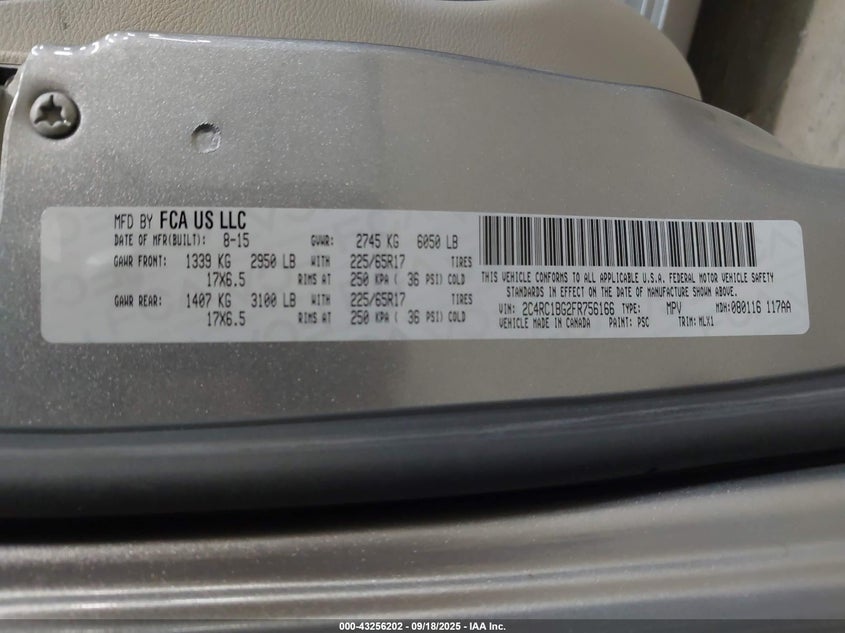 MFD BY FCA US LLC
DATE OF MFR(BUILT): 8-15 GVWR: 2745 KG 6050 LB
GAWR FRONT: 1339 KG 2950 LB WITH 225/65R17 TIRES
17X6.5 RIMS AT 250 KPA ( 36 PSI) COLD
GAWR REAR: 1407 KG 3100 LB WITH 225/65R17 TIRES
17X6.5 RIMS AT 250 KPA ( 36 PSI) COLD
THIS VEHICLE CONFORMS TO ALL APPLICABLE U.S.A. FEDERAL MOTOR VEHICLE SAFETY
STANDARDS IN EFFECT ON THE DATE OF MANUFACTURE SHOWN ABOVE.
VIN: 2C4RC1BG2FR756166 TYPE: MPV MDH:080116 117AA
VEHICLE MADE IN CANADA PAINT: PSC TRIM: MLX1
000-43256202 - 09/18/2025 - IAA Inc.